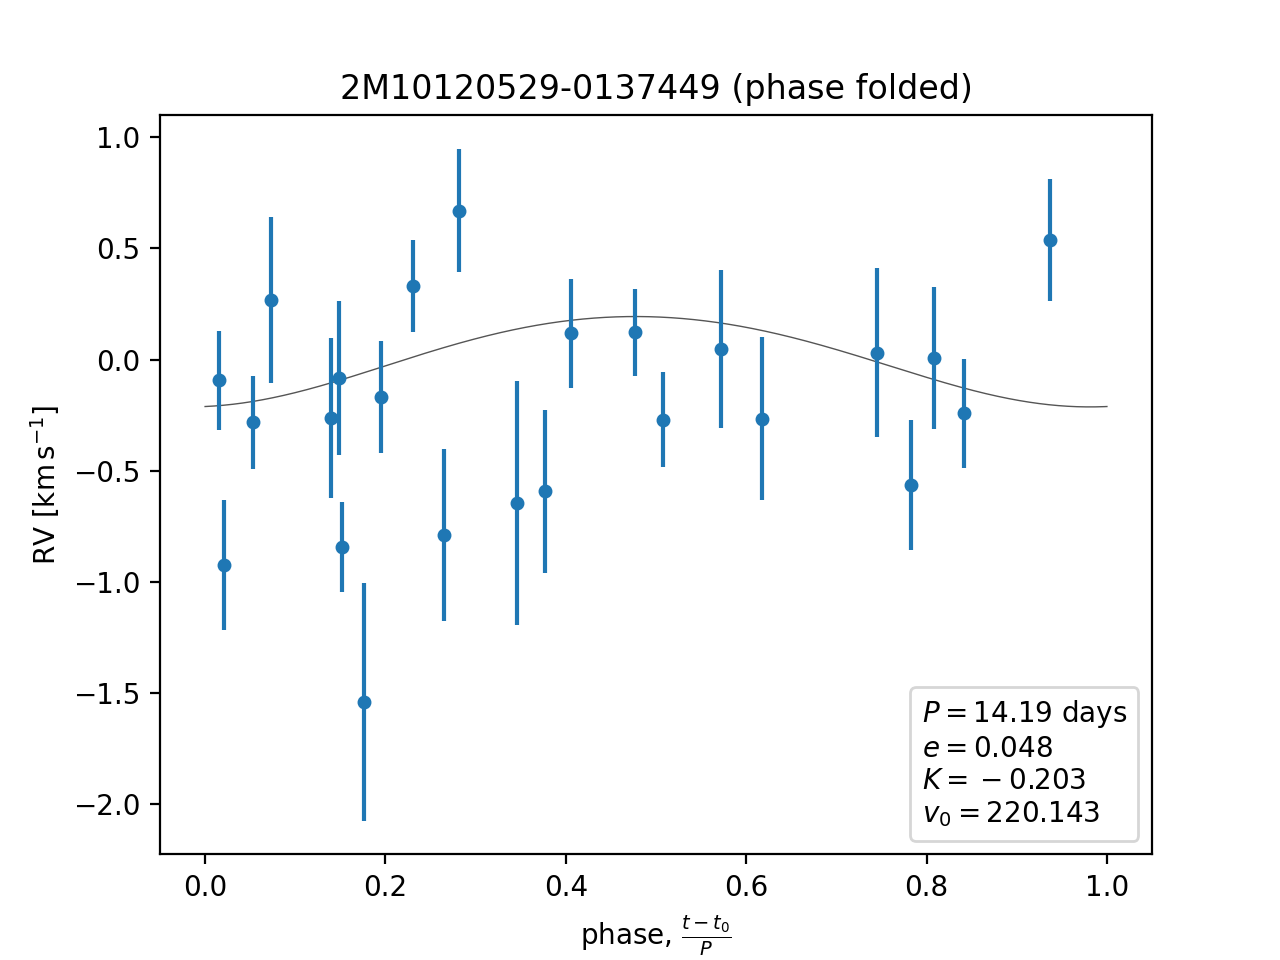 2M10120529-0137449 (phase folded)
1.0
0.5
0.0
−0.5
−1.0
−1.5
−2.0
RV [km s⁻¹]
P = 14.19 days
e = 0.048
K = − 0.203
v₀ = 220.143
0.0 0.2 0.4 0.6 0.8 1.0
phase, (t − t₀)/P